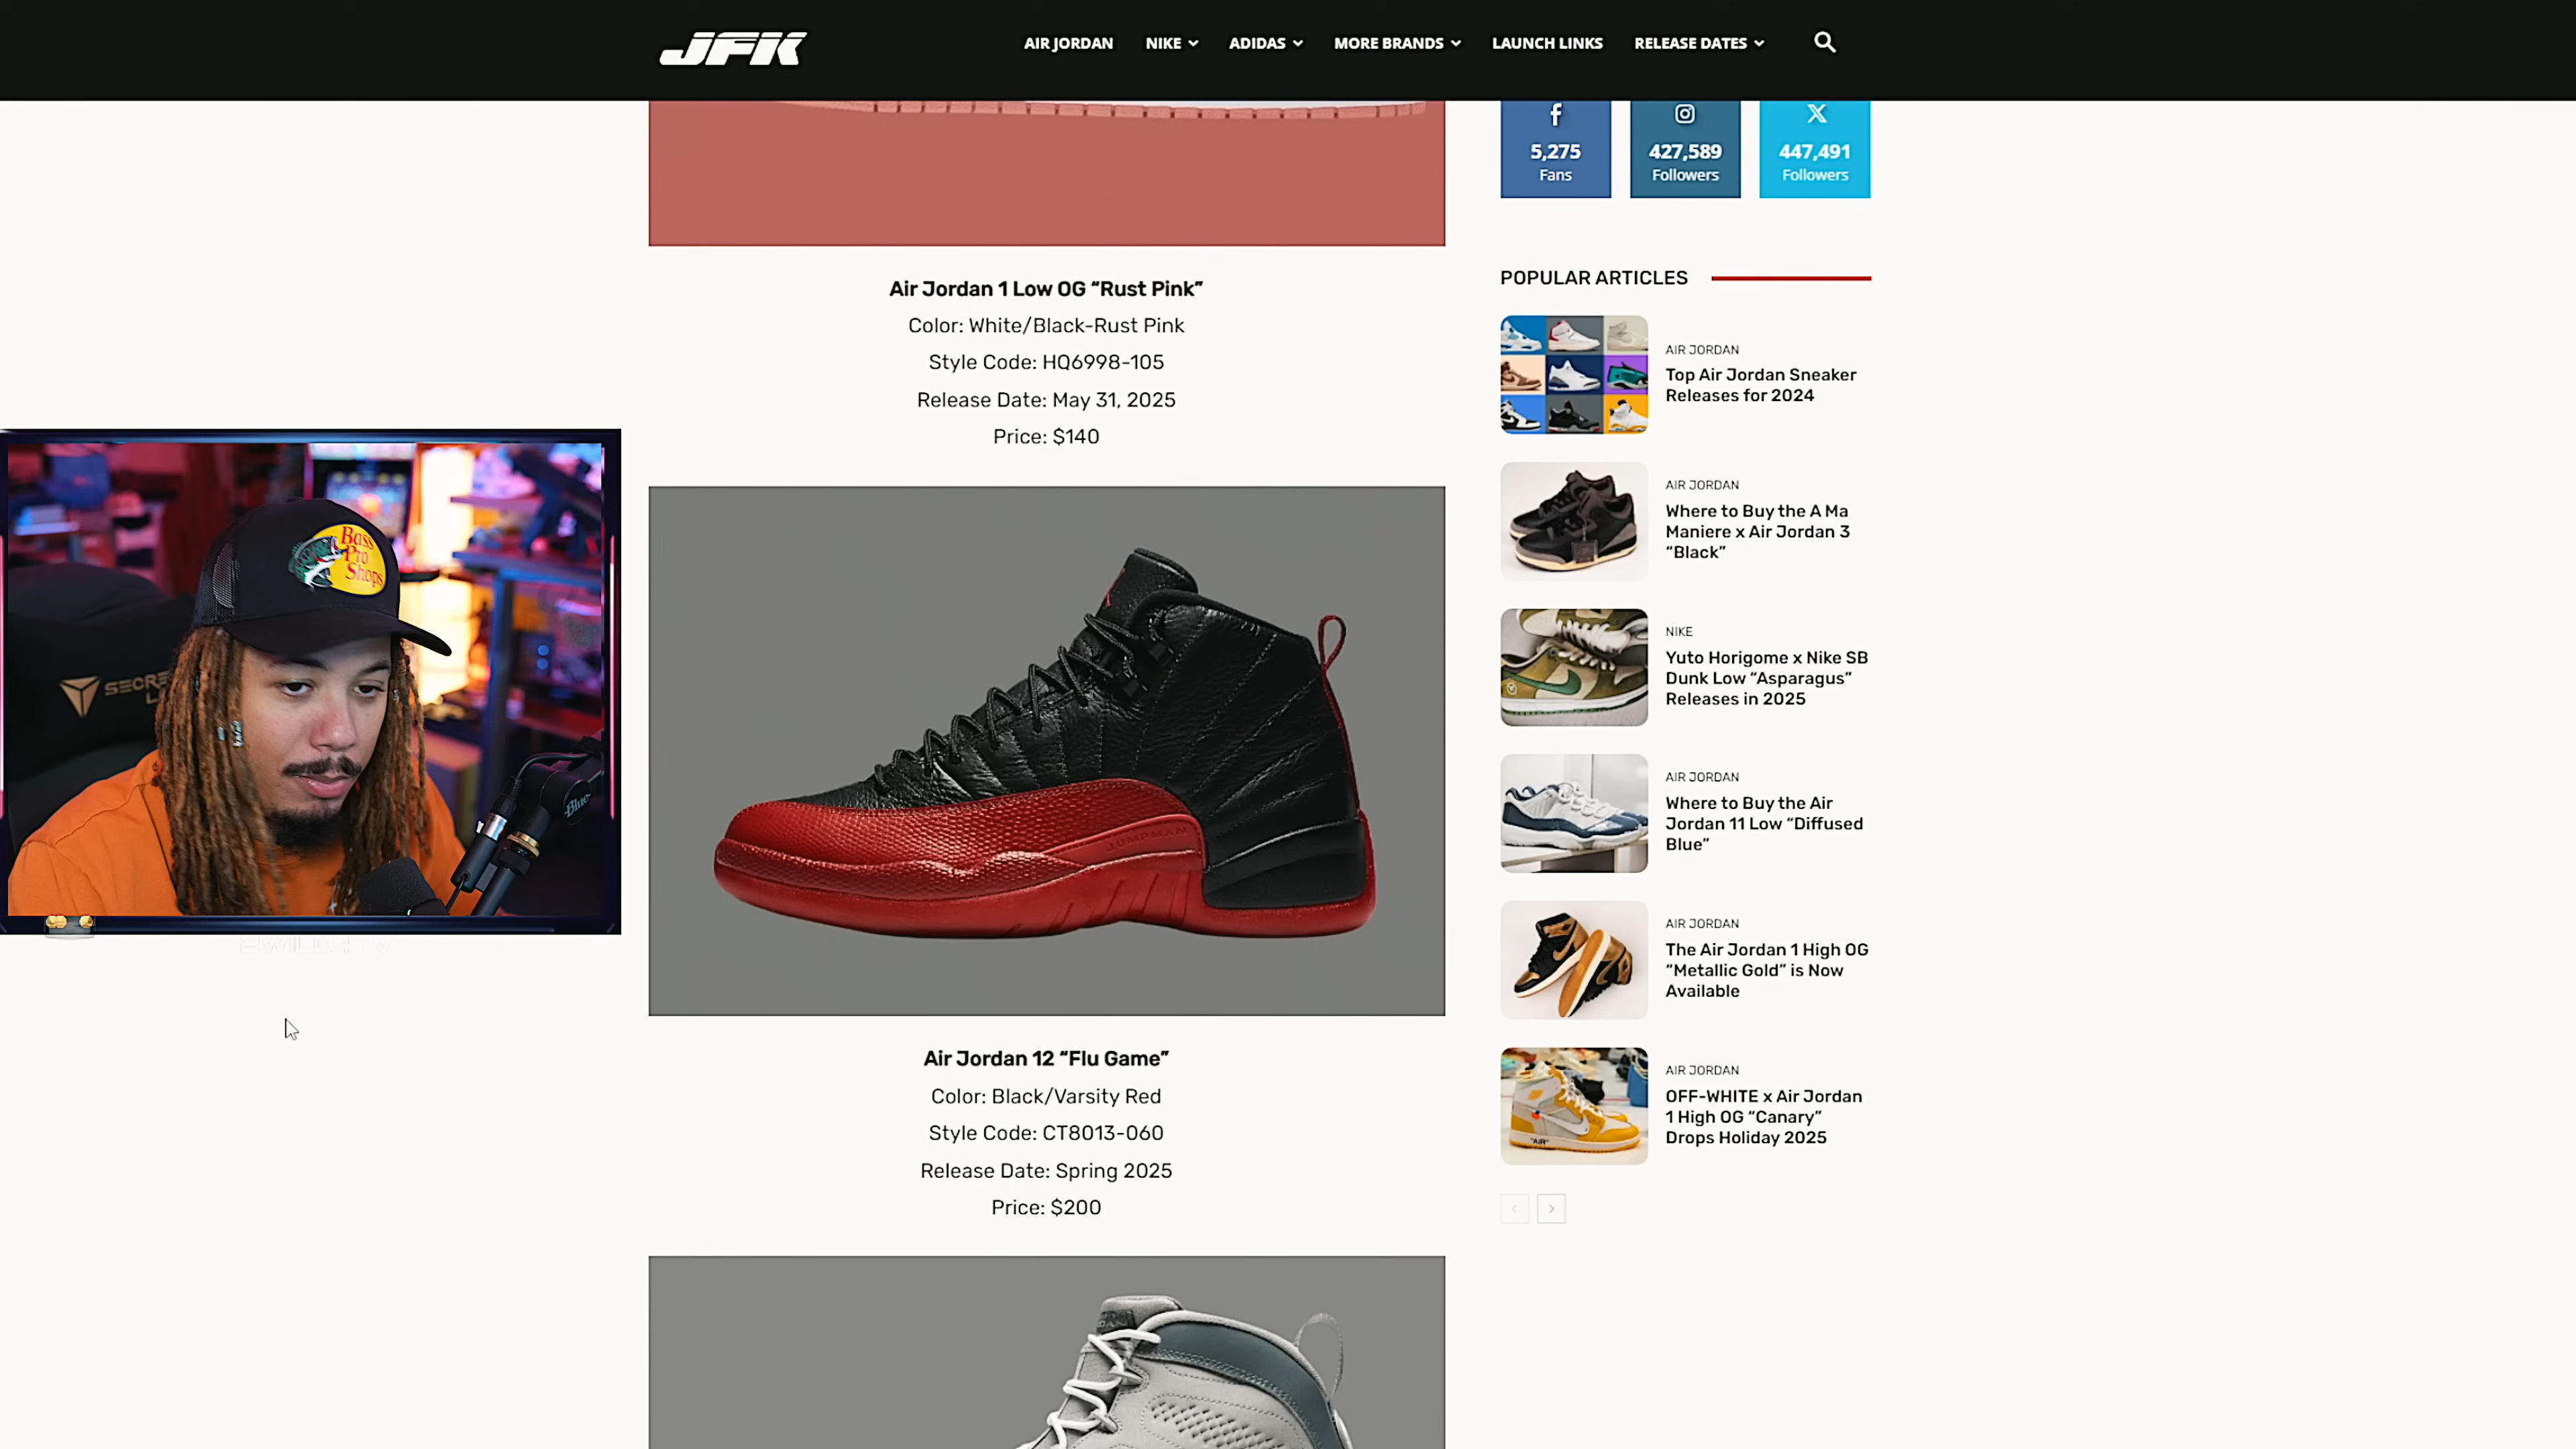 JFK
AIR JORDAN
NIKE
ADIDAS
MORE BRANDS
LAUNCH LINKS
RELEASE DATES
5,275
Fans
427,589
Followers
447,491
Followers
Air Jordan 1 Low OG “Rust Pink”
Color: White/Black-Rust Pink
Style Code: HQ6998-105
Release Date: May 31, 2025
Price: $140
Bass
Pro
Shops
Blue
JUMPMAN
Air Jordan 12 “Flu Game”
Color: Black/Varsity Red
Style Code: CT8013-060
Release Date: Spring 2025
Price: $200
POPULAR ARTICLES
AIR JORDAN
Top Air Jordan Sneaker
Releases for 2024
AIR JORDAN
Where to Buy the A Ma
Maniere x Air Jordan 3
“Black”
NIKE
Yuto Horigome x Nike SB
Dunk Low “Asparagus”
Releases in 2025
AIR JORDAN
Where to Buy the Air
Jordan 11 Low “Diffused
Blue”
AIR JORDAN
The Air Jordan 1 High OG
“Metallic Gold” is Now
Available
AIR JORDAN
OFF-WHITE x Air Jordan
1 High OG “Canary”
Drops Holiday 2025
"AIR"